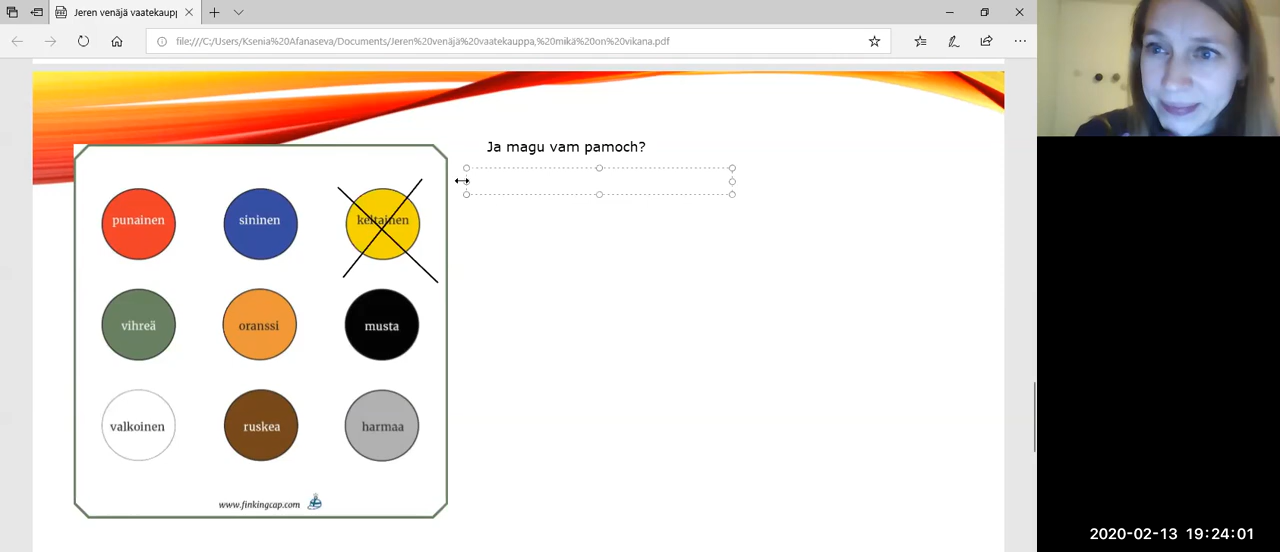 Jeren venäjä vaatekaupp
file:///C:/Users/Ksenia%20Afanaseva/Documents/Jeren%20venäjä%20vaatekauppa,%20mikä%20on%20vikana.pdf
Ja magu vam pamoch?
punainen
sininen
keltainen
vihreä
oranssi
musta
valkoinen
ruskea
harmaa
www.finkingcap.com
2020-02-13 19:24:01